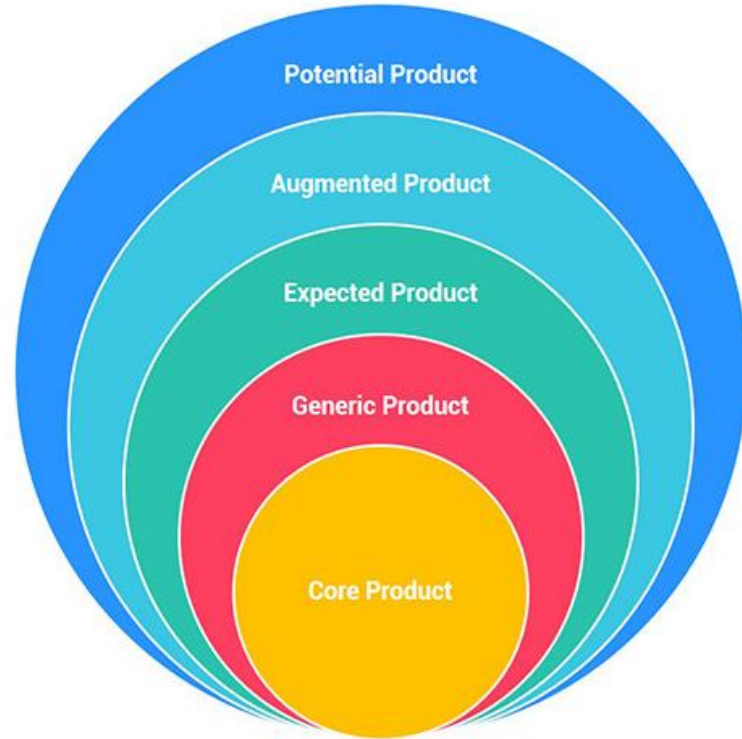 Potential Product
Augmented Product
Expected Product
Generic Product
Core Product